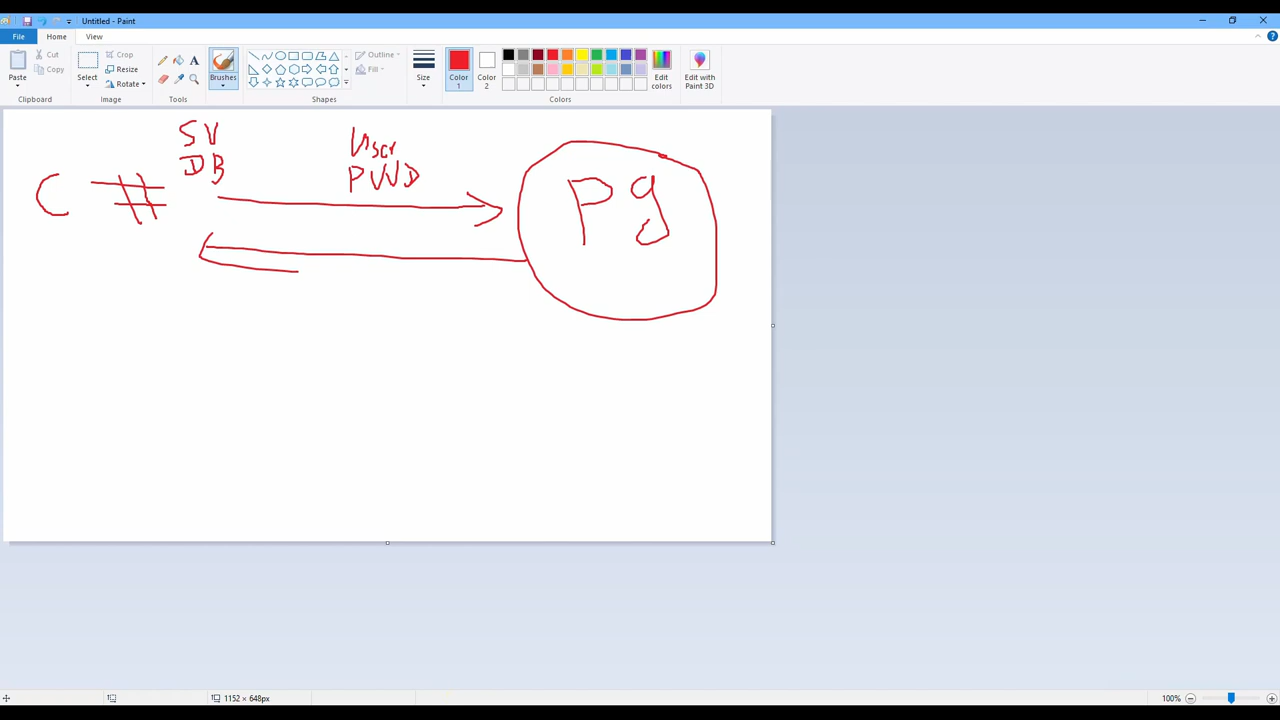 Untitled - Paint
File Home View
Paste
Cut
Copy
Clipboard
Select
Crop
Resize
Rotate
Image
Tools
Brushes
Shapes
Outline
Fill
Size
Color 1
Color 2
Colors
Edit colors
Edit with Paint 3D
SV
DB
User
PWD
C #
Pg
1152 × 648px
100%